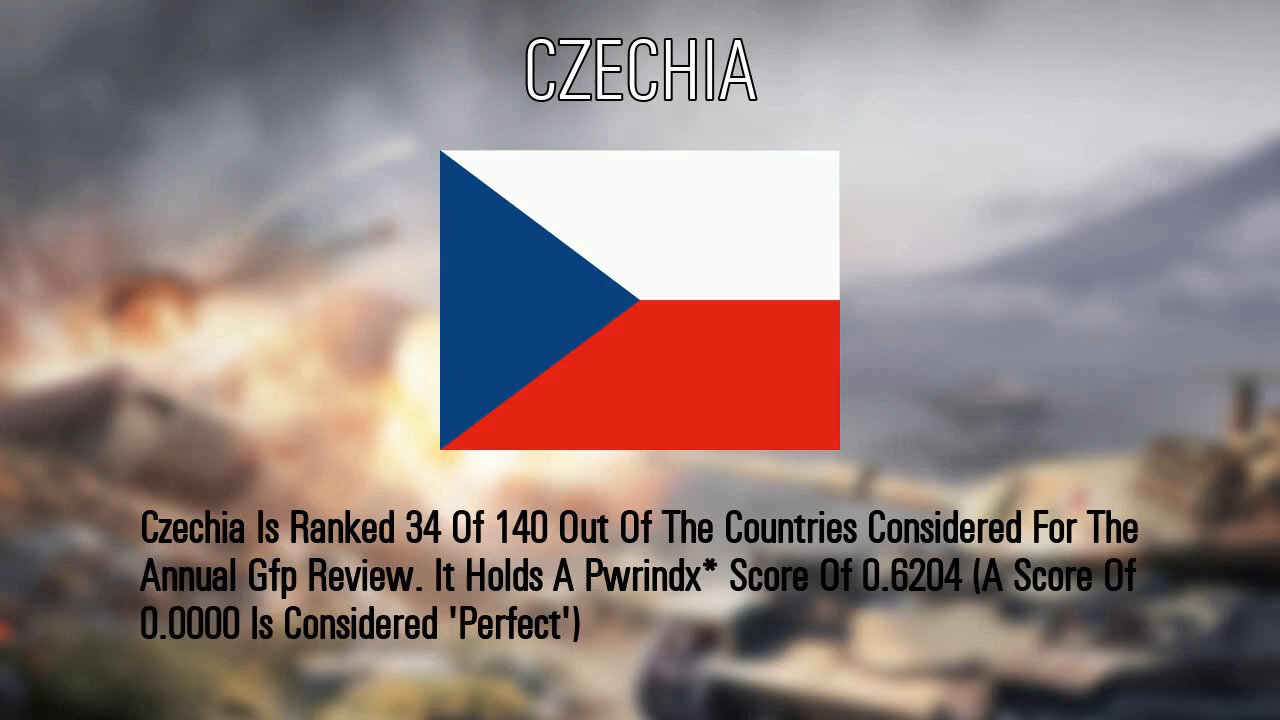 CZECHIA
Czechia Is Ranked 34 Of 140 Out Of The Countries Considered For The
Annual Gfp Review. It Holds A Pwrindx* Score Of 0.6204 (A Score Of
0.0000 Is Considered 'Perfect')